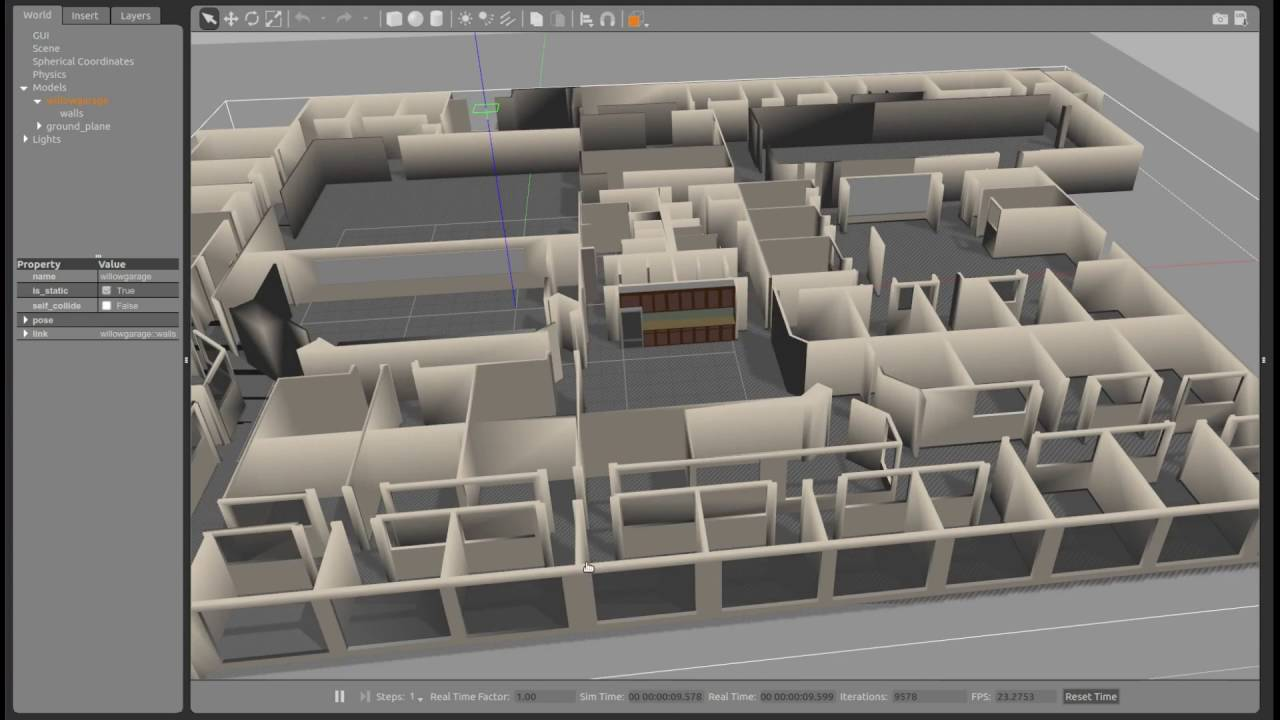 World Insert Layers
GUI
Scene
Spherical Coordinates
Physics
Models
willowgarage
walls
ground_plane
Lights
Property Value
name willowgarage
is_static True
self_collide False
pose
link willowgarage::walls
Steps: 1 Real Time Factor: 1.00 Sim Time: 00 00:00:09.578 Real Time: 00 00:00:09.599 Iterations: 9578 FPS: 23.2753 Reset Time